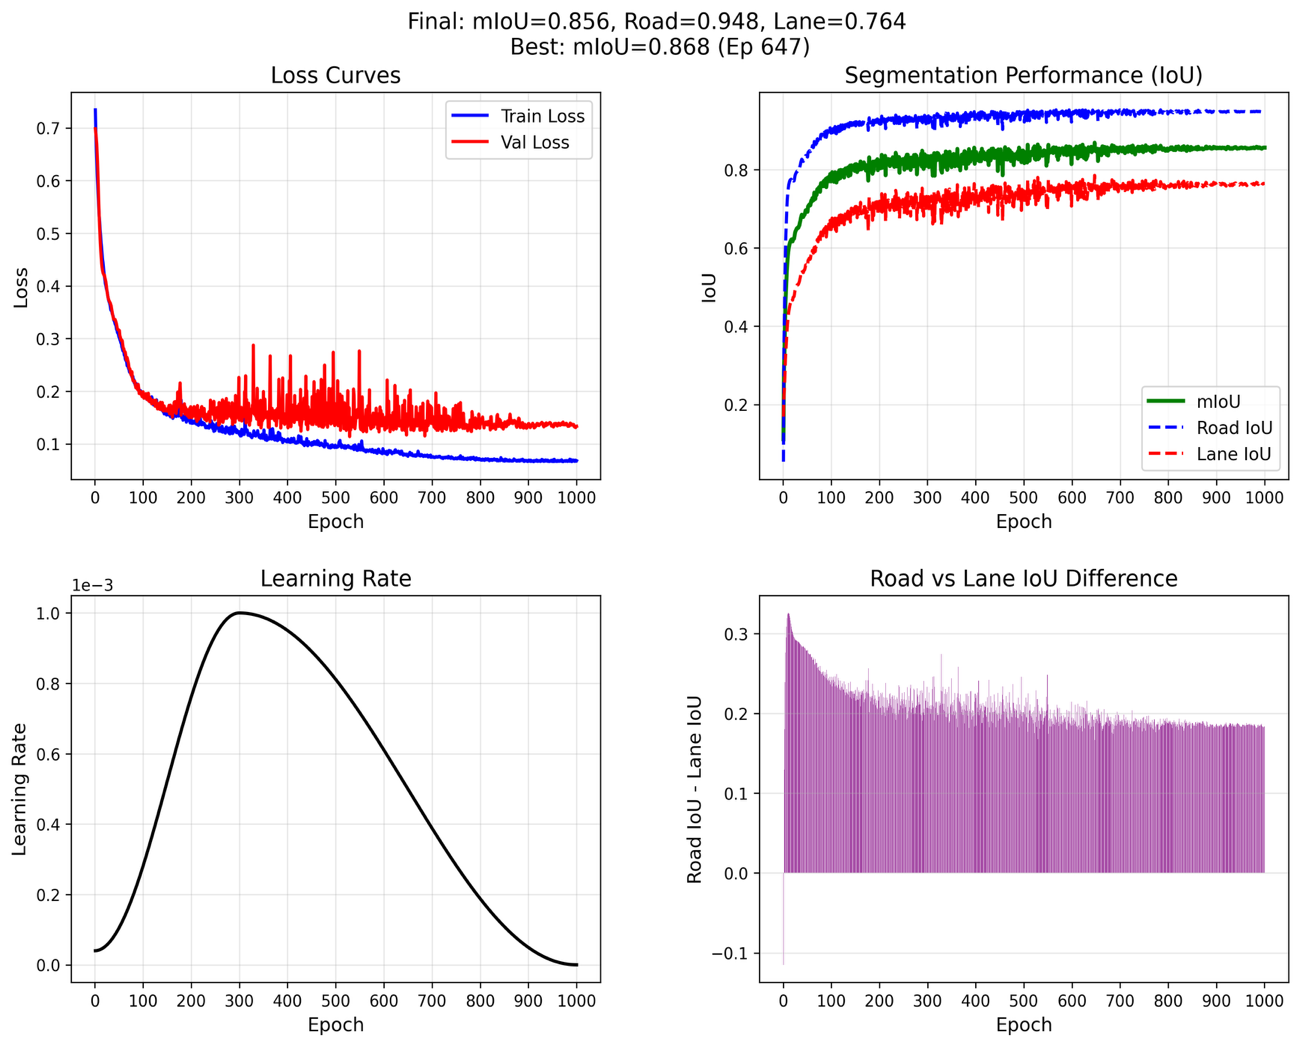 Final: mIoU=0.856, Road=0.948, Lane=0.764
Best: mIoU=0.868 (Ep 647)
Loss Curves
Loss
0.7
0.6
0.5
0.4
0.3
0.2
0.1
Train Loss
Val Loss
0 100 200 300 400 500 600 700 800 900 1000
Epoch
Segmentation Performance (IoU)
IoU
0.8
0.6
0.4
0.2
mIoU
Road IoU
Lane IoU
0 100 200 300 400 500 600 700 800 900 1000
Epoch
Learning Rate
1e−3
Learning Rate
1.0
0.8
0.6
0.4
0.2
0.0
0 100 200 300 400 500 600 700 800 900 1000
Epoch
Road vs Lane IoU Difference
Road IoU - Lane IoU
0.3
0.2
0.1
0.0
−0.1
0 100 200 300 400 500 600 700 800 900 1000
Epoch